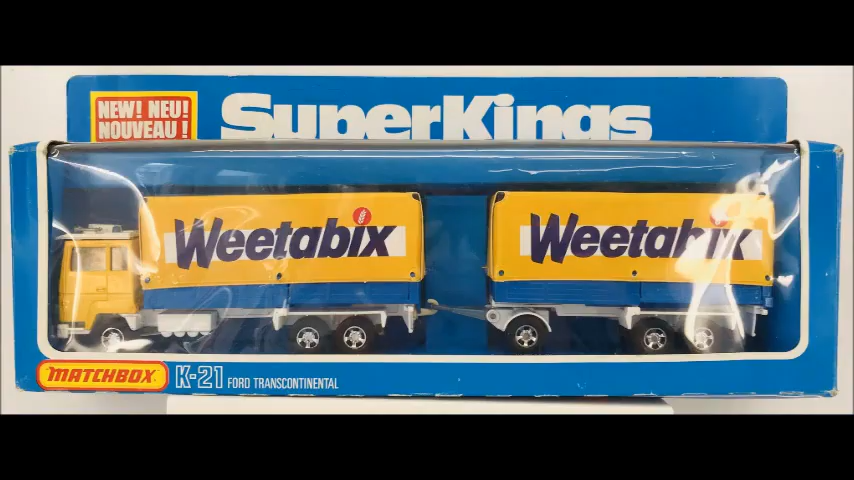 NEW! NEU!
NOUVEAU!
SuperKings
Weetabix
Weetabix
MATCHBOX
K-21 FORD TRANSCONTINENTAL